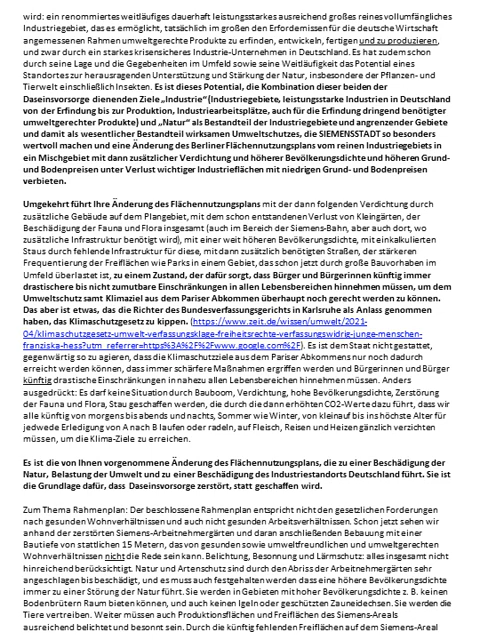 wird: ein renommiertes weitläufiges dauerhaft leistungsstarkes ausreichend großes reines vollumfängliches
Industriegebiet, das es ermöglicht, tatsächlich im großen den Erfordernissen für die deutsche Wirtschaft
angemessenen Rahmen umweltgerechte Produkte zu erfinden, entwickeln, fertigen und zu produzieren,
und zwar durch ein starkes krisensicheres Industrie-Unternehmen in Deutschland. Es hat zudem schon
durch seine Lage und die Gegebenheiten im Umfeld sowie seine Weitläufigkeit das Potential eines
Standortes zur herausragenden Unterstützung und Stärkung der Natur, insbesondere der Pflanzen- und
Tierwelt einschließlich Insekten. Es ist dieses Potential, die Kombination dieser beiden der
Daseinsvorsorge dienenden Ziele „Industrie“ (Industriegebiete, leistungsstarke Industrien in Deutschland
von der Erfindung bis zur Produktion, Industriearbeitsplätze, auch für die Erfindung dringend benötigter
umweltgerechter Produkte) und „Natur“ als Bestandteil der Industriegebiete und angrenzender Gebiete
und damit als wesentlicher Bestandteil wirksamen Umweltschutzes, die SIEMENSSTADT so besonders
wertvoll machen und eine Änderung des Berliner Flächennutzungsplans vom reinen Industriegebiets in
ein Mischgebiet mit dann zusätzlicher Verdichtung und höherer Bevölkerungsdichte und höheren Grund-
und Bodenpreisen unter Verlust wichtiger Industrieflächen mit niedrigen Grund- und Bodenpreisen
verbieten.
Umgekehrt führt Ihre Änderung des Flächennutzungsplans mit der dann folgenden Verdichtung durch
zusätzliche Gebäude auf dem Plangebiet, mit dem schon entstandenen Verlust von Kleingärten, der
Beschädigung der Fauna und Flora insgesamt (auch im Bereich der Siemens-Bahn, aber auch dort, wo
zusätzliche Infrastruktur benötigt wird), mit einer weit höheren Bevölkerungsdichte, mit einkalkulierten
Staus durch fehlende Infrastruktur für diese, mit dann zusätzlich benötigten Straßen, der stärkeren
Frequentierung der Freiflächen wie Parks in einem Gebiet, das schon jetzt durch große Bauvorhaben im
Umfeld überlastet ist, zu einem Zustand, der dafür sorgt, dass Bürger und Bürgerinnen künftig immer
drastischere bis nicht zumutbare Einschränkungen in allen Lebensbereichen hinnehmen müssen, um dem
Umweltschutz samt Klimaziel aus dem Pariser Abkommen überhaupt noch gerecht werden zu können.
Das aber ist etwas, das die Richter des Bundesverfassungsgerichts in Karlsruhe als Anlass genommen
haben, das Klimaschutzgesetz zu kippen. (https://www.zeit.de/wissen/umwelt/2021-
04/klimaschutzgesetz-umwelt-verfassungsklage-freiheitsrechte-verfassungswidrig-junge-menschen-
franziska-hess?utm_referrer=https%3A%2F%2Fwww.google.com%2F). Es ist dem Staat nicht gestattet,
gegenwärtig so zu agieren, dass die Klimaschutzziele aus dem Pariser Abkommens nur noch dadurch
erreicht werden können, dass immer schärfere Maßnahmen ergriffen werden und Bürgerinnen und Bürger
künftig drastische Einschränkungen in nahezu allen Lebensbereichen hinnehmen müssen. Anders
ausgedrückt: Es darf keine Situation durch Bauboom, Verdichtung, hohe Bevölkerungsdichte, Zerstörung
der Fauna und Flora, Stau geschaffen werden, die durch die dann erhöhten CO2-Werte dazu führt, dass wir
alle künftig von morgens bis abends und nachts, Sommer wie Winter, von klein auf bis ins höchste Alter für
jedwede Erledigung von A nach B laufen oder radeln, auf Fleisch, Reisen und Heizen gänzlich verzichten
müssen, um die Klima-Ziele zu erreichen.
Es ist die von Ihnen vorgenommene Änderung des Flächennutzungsplans, die zu einer Beschädigung der
Natur, Belastung der Umwelt und zu einer Beschädigung des Industriestandorts Deutschland führt. Sie ist
die Grundlage dafür, dass Daseinsvorsorge zerstört, statt geschaffen wird.
Zum Thema Rahmenplan: Der beschlossene Rahmenplan entspricht nicht den gesetzlichen Forderungen
nach gesunden Wohnverhältnissen und auch nicht gesunden Arbeitsverhältnissen. Schon jetzt sehen wir
anhand der zerstörten Siemens-Arbeitnehmergärten und daran anschließenden Bebauung mit einer
Bautiefe von stattlichen 15 Metern, das von gesunden sowie umweltfreundlichen und umweltgerechten
Wohnverhältnissen nicht die Rede sein kann. Belichtung, Besonnung und Lärmschutz: alles insgesamt nicht
hinreichend berücksichtigt. Natur und Artenschutz sind durch den Abriss der Arbeitnehmergärten sehr
angeschlagen bis beschädigt, und es muss auch festgehalten werden dass eine höhere Bevölkerungsdichte
immer zu einer Störung der Natur führt. Sie werden in Gebieten mit hoher Bevölkerungsdichte z. B. keinen
Bodenbrütern Raum bieten können, und auch keinen Igeln oder geschützten Zauneidechsen. Sie werden die
Tiere vertreiben. Weiter müssen auch Produktionsflächen und Freiflächen des Siemens-Areals
ausreichend belichtet und besonnt sein. Durch die künftig fehlenden Freiflächen auf dem Siemens-Areal